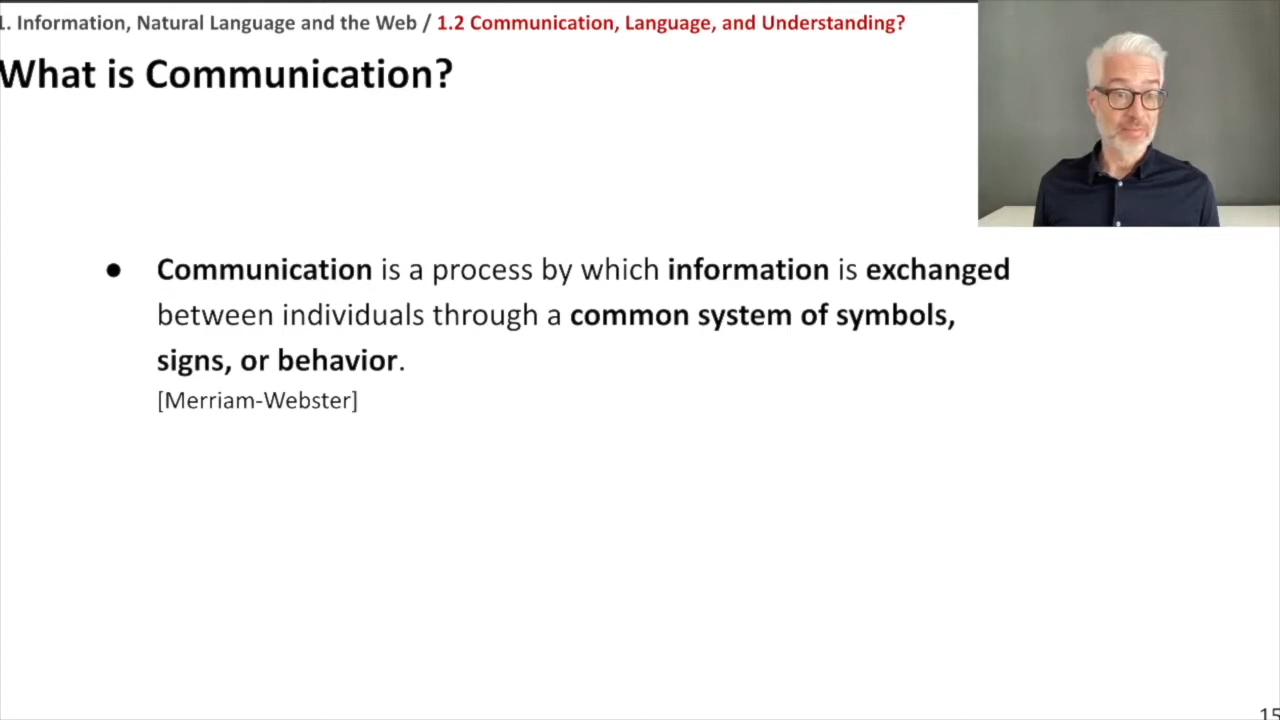 1. Information, Natural Language and the Web / 1.2 Communication, Language, and Understanding?
What is Communication?
● Communication is a process by which information is exchanged
between individuals through a common system of symbols,
signs, or behavior.
[Merriam-Webster]
15